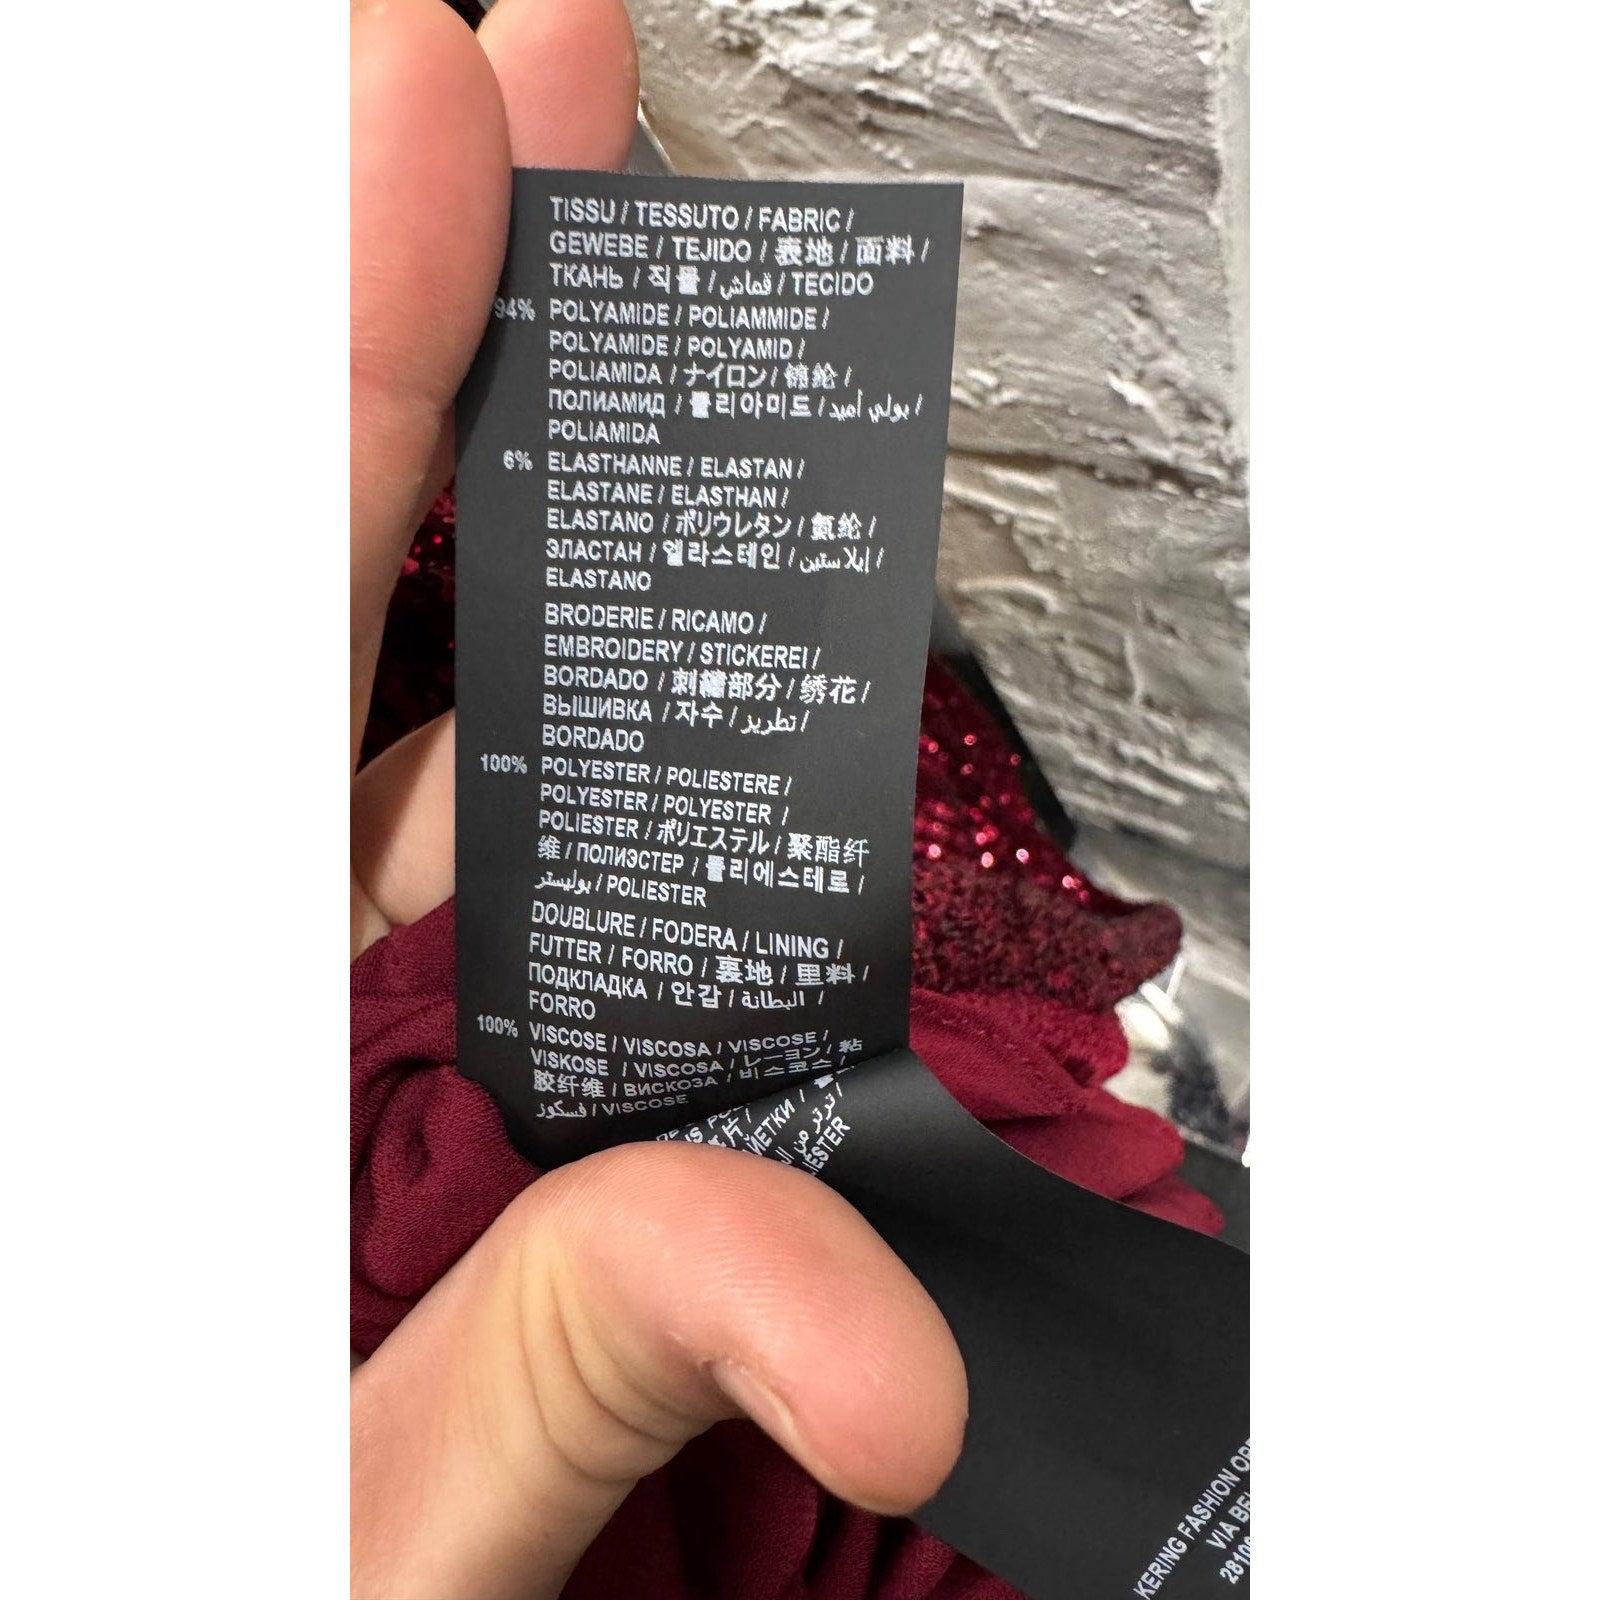 TISSU / TESSUTO / FABRIC /
GEWEBE / TEJIDO / 表地 / 面料 /
ТКАНЬ / 직물 / قماش / TECIDO
94% POLYAMIDE / POLIAMMIDE /
POLYAMIDE / POLYAMID /
POLIAMIDA / ナイロン / 锦纶 /
ПОЛИАМИД / 폴리아미드 / بولي أميد /
POLIAMIDA
6% ELASTHANNE / ELASTAN /
ELASTANE / ELASTHAN /
ELASTANO / ポリウレタン / 氨纶 /
ЭЛАСТАН / 엘라스테인 / إيلاستين /
ELASTANO
BRODERIE / RICAMO /
EMBROIDERY / STICKEREI /
BORDADO / 刺繍部分 / 绣花 /
ВЫШИВКА / 자수 / تطريز /
BORDADO
100% POLYESTER / POLIESTERE /
POLYESTER / POLYESTER /
POLIESTER / ポリエステル / 聚酯纤
维 / ПОЛИЭСТЕР / 폴리에스테르 /
بوليستر / POLIESTER
DOUBLURE / FODERA / LINING /
FUTTER / FORRO / 裏地 / 里料 /
ПОДКЛАДКА / 안감 / البطانة /
FORRO
100% VISCOSE / VISCOSA / VISCOSE /
VISKOSE / VISCOSA / レーヨン / 粘
胶纤维 / ВИСКОЗА / 비스코스 /
فسكوز / VISCOSE
KERING FASHION
VIA